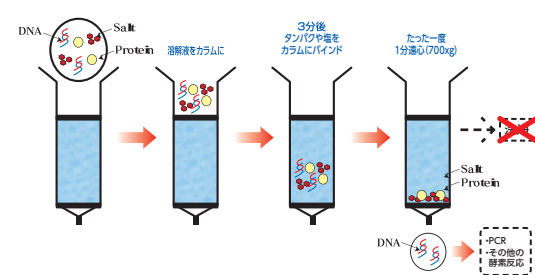 DNA
Sallt
Protein
溶解液をカラムに
3分後
タンパクや塩を
カラムにバインド
たった一度
1分遠心(700xg)
Sallt
Protein
DNA
・PCR
・その他の
酵素反応